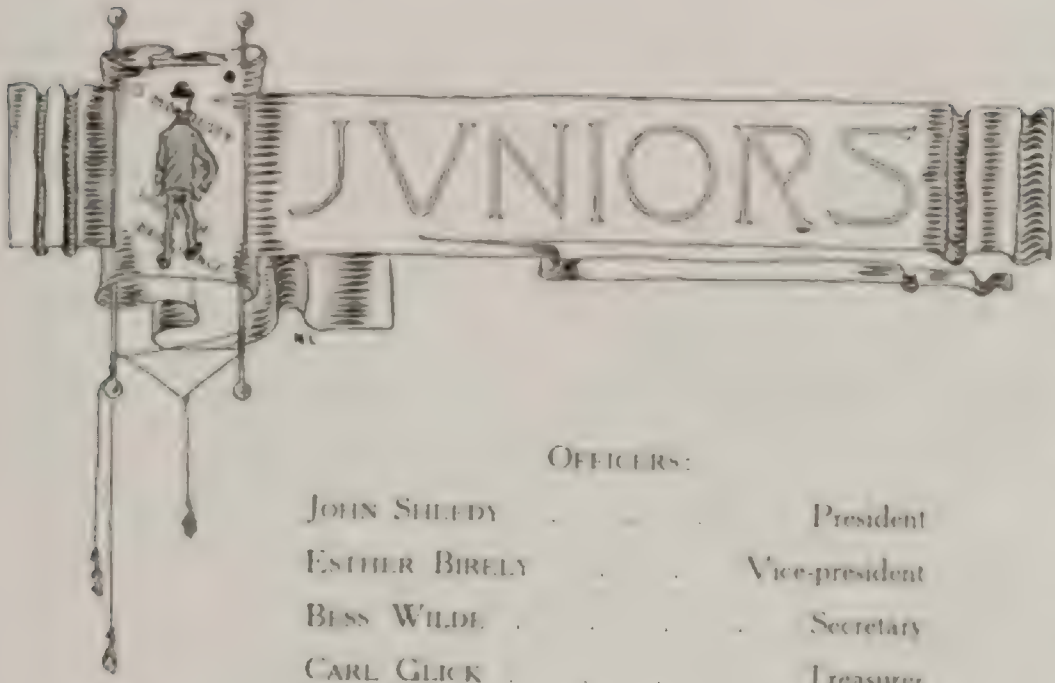 JVNIORS
OFFICERS:
JOHN SHEEDY . . . President
ESTHER BIRELY . . Vice-president
BESS WILDE . . . . Secretary
CARL GLICK . . . Treasurer